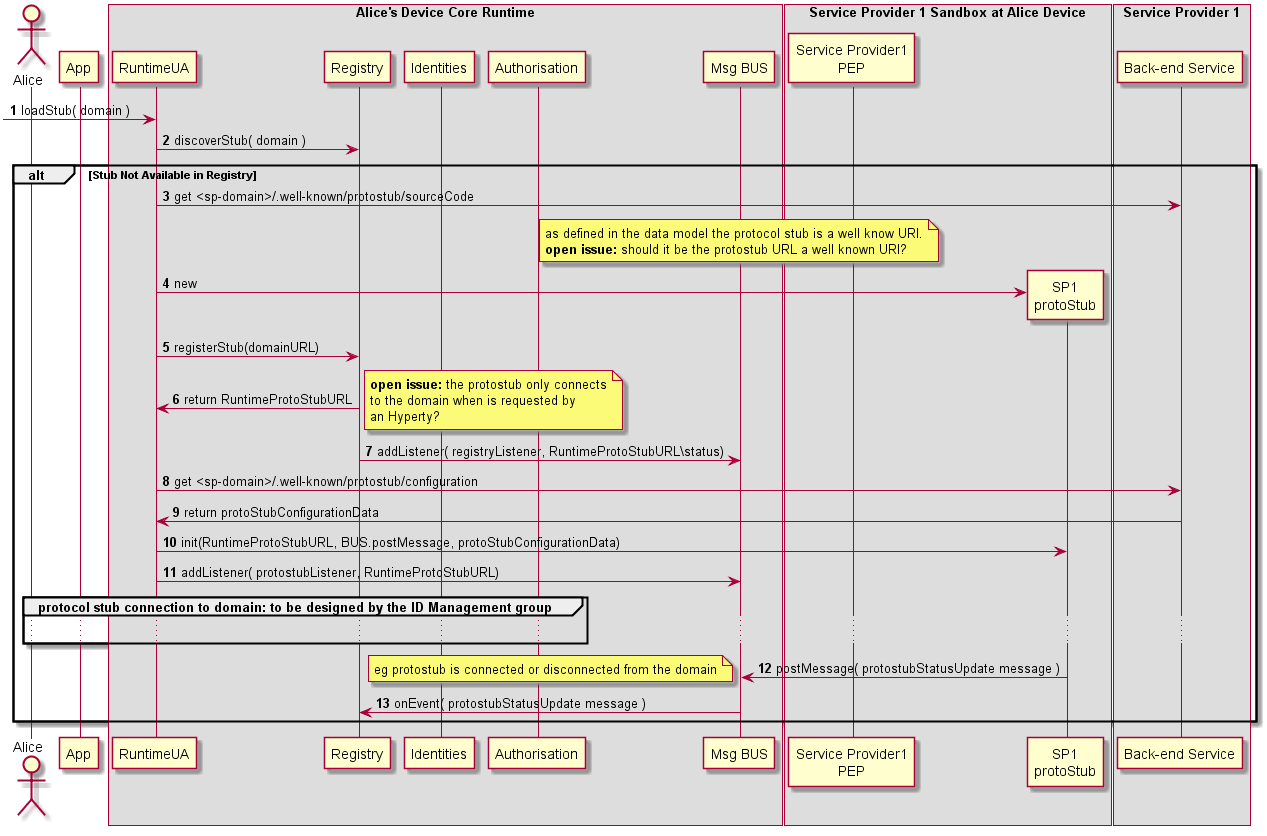 Alice's Device Core Runtime
Service Provider 1 Sandbox at Alice Device
Service Provider 1
Alice
App
RuntimeUA
Registry
Identities
Authorisation
Msg BUS
Service Provider1
PEP
Back-end Service
1 loadStub( domain )
2 discoverStub( domain )
alt
[Stub Not Available in Registry]
3 get <sp-domain>/.well-known/protostub/sourceCode
as defined in the data model the protocol stub is a well know URI.
open issue: should it be the protostub URL a well known URI?
4 new
SP1
protoStub
5 registerStub(domainURL)
open issue: the protostub only connects
to the domain when is requested by
an Hyperty?
6 return RuntimeProtoStubURL
7 addListener( registryListener, RuntimeProtoStubURL\status)
8 get <sp-domain>/.well-known/protostub/configuration
9 return protoStubConfigurationData
10 init(RuntimeProtoStubURL, BUS.postMessage, protoStubConfigurationData)
11 addListener( protostubListener, RuntimeProtoStubURL)
protocol stub connection to domain: to be designed by the ID Management group
eg protostub is connected or disconnected from the domain
12 postMessage( protostubStatusUpdate message )
13 onEvent( protostubStatusUpdate message )
Alice
App
RuntimeUA
Registry
Identities
Authorisation
Msg BUS
Service Provider1
PEP
SP1
protoStub
Back-end Service